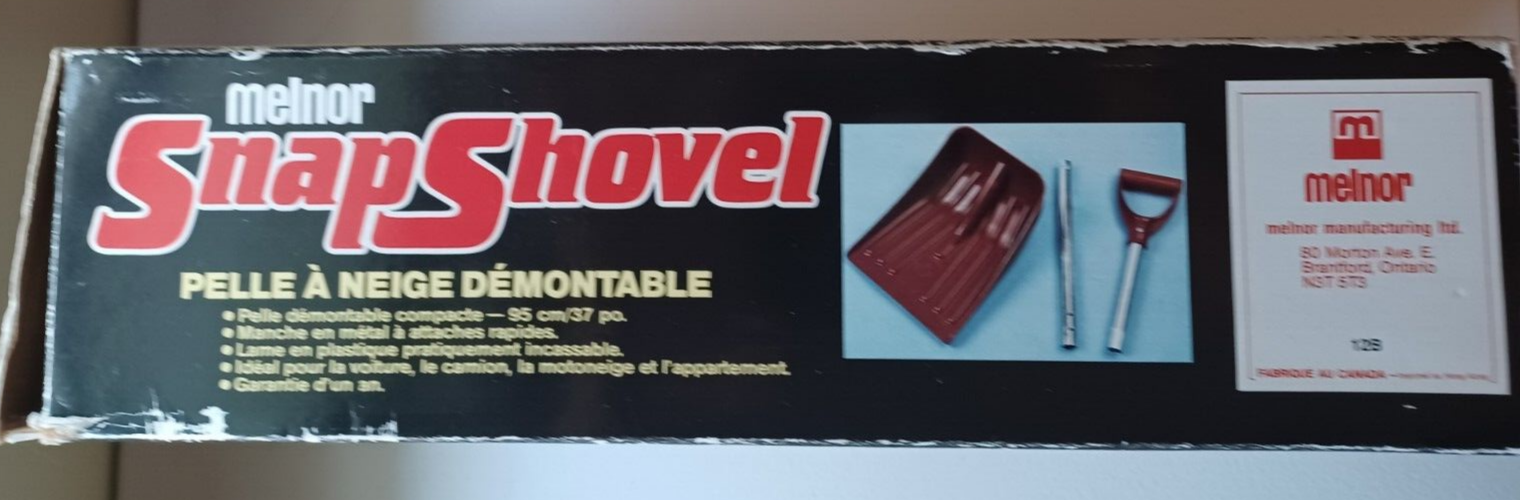 melnor
SnapShovel
PELLE À NEIGE DÉMONTABLE
• Pelle démontable compacte — 95 cm/37 po.
• Manche en métal à attaches rapides.
• Lame en plastique pratiquement incassable.
• Idéal pour la voiture, le camion, la motoneige et l'appartement.
• Garantie d'un an.
m
melnor
melnor manufacturing ltd.
80 Morton Ave. E.
Brantford, Ontario
N3T 5T3
FABRIQUE AU CANADA